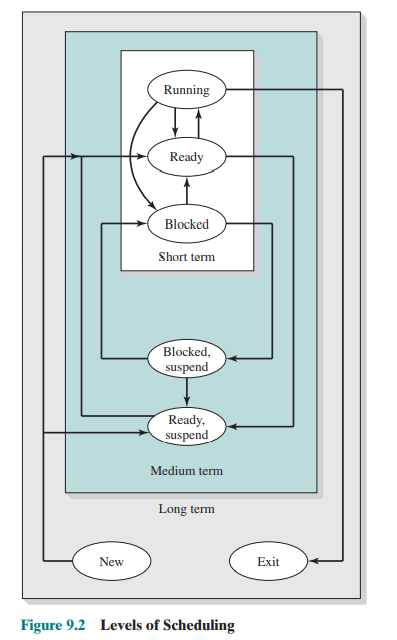 Running
Ready
Blocked
Short term
Blocked,
suspend
Ready,
suspend
Medium term
Long term
New
Exit
Figure 9.2 Levels of Scheduling